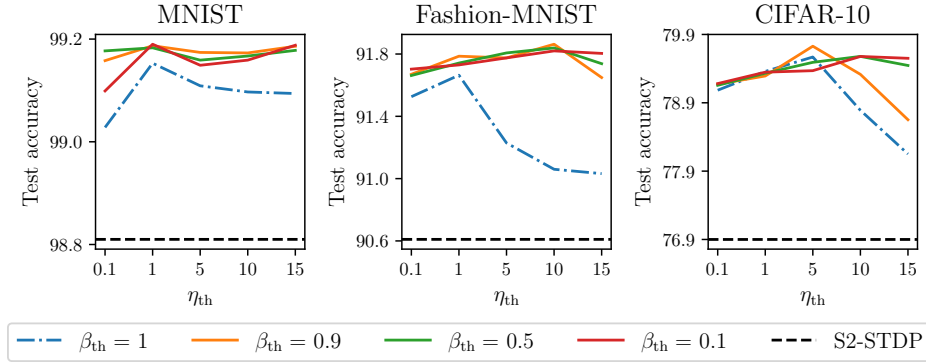 MNIST
Fashion-MNIST
CIFAR-10
Test accuracy
99.2
99.0
98.8
0.1 1 5 10 15
η_th
Test accuracy
91.8
91.4
91.0
90.6
0.1 1 5 10 15
η_th
Test accuracy
79.9
78.9
77.9
76.9
0.1 1 5 10 15
η_th
β_th = 1 β_th = 0.9 β_th = 0.5 β_th = 0.1 S2-STDP